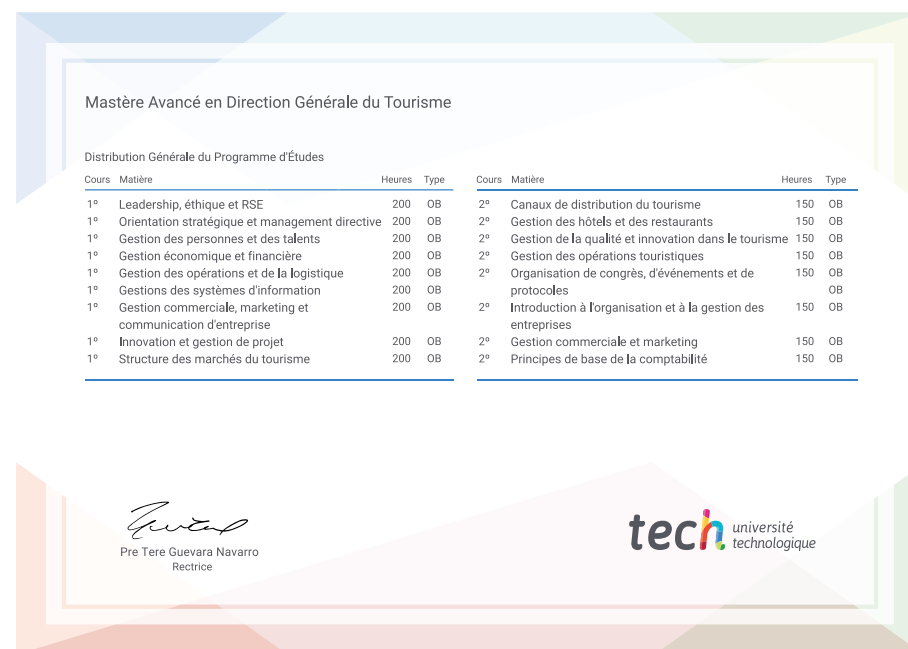 Mastère Avancé en Direction Générale du Tourisme
Distribution Générale du Programme d'Études
Cours Matière Heures Type
1º Leadership, éthique et RSE 200 OB
1º Orientation stratégique et management directive 200 OB
1º Gestion des personnes et des talents 200 OB
1º Gestion économique et financière 200 OB
1º Gestion des opérations et de la logistique 200 OB
1º Gestions des systèmes d'information 200 OB
1º Gestion commerciale, marketing et 200 OB
communication d'entreprise
1º Innovation et gestion de projet 200 OB
1º Structure des marchés du tourisme 200 OB
Cours Matière Heures Type
2º Canaux de distribution du tourisme 150 OB
2º Gestion des hôtels et des restaurants 150 OB
2º Gestion de la qualité et innovation dans le tourisme 150 OB
2º Gestion des opérations touristiques 150 OB
2º Organisation de congrès, d'événements et de 150 OB
protocoles OB
2º Introduction à l'organisation et à la gestion des 150 OB
entreprises
2º Gestion commerciale et marketing 150 OB
2º Principes de base de la comptabilité 150 OB
Pre Tere Guevara Navarro
Rectrice
tech université
technologique